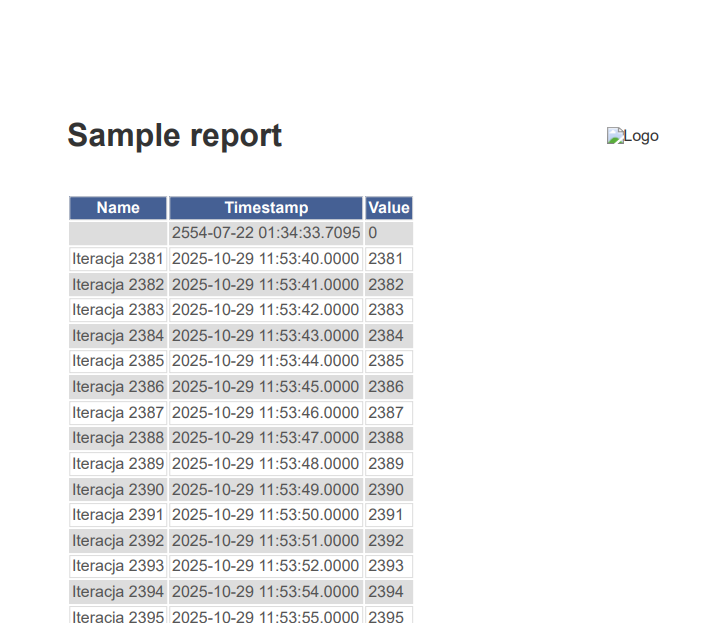 Sample report
Logo
Name Timestamp Value
2554-07-22 01:34:33.7095 0
Iteracja 2381 2025-10-29 11:53:40.0000 2381
Iteracja 2382 2025-10-29 11:53:41.0000 2382
Iteracja 2383 2025-10-29 11:53:42.0000 2383
Iteracja 2384 2025-10-29 11:53:43.0000 2384
Iteracja 2385 2025-10-29 11:53:44.0000 2385
Iteracja 2386 2025-10-29 11:53:45.0000 2386
Iteracja 2387 2025-10-29 11:53:46.0000 2387
Iteracja 2388 2025-10-29 11:53:47.0000 2388
Iteracja 2389 2025-10-29 11:53:48.0000 2389
Iteracja 2390 2025-10-29 11:53:49.0000 2390
Iteracja 2391 2025-10-29 11:53:50.0000 2391
Iteracja 2392 2025-10-29 11:53:51.0000 2392
Iteracja 2393 2025-10-29 11:53:52.0000 2393
Iteracja 2394 2025-10-29 11:53:54.0000 2394
Iteracja 2395 2025-10-29 11:53:55.0000 2395